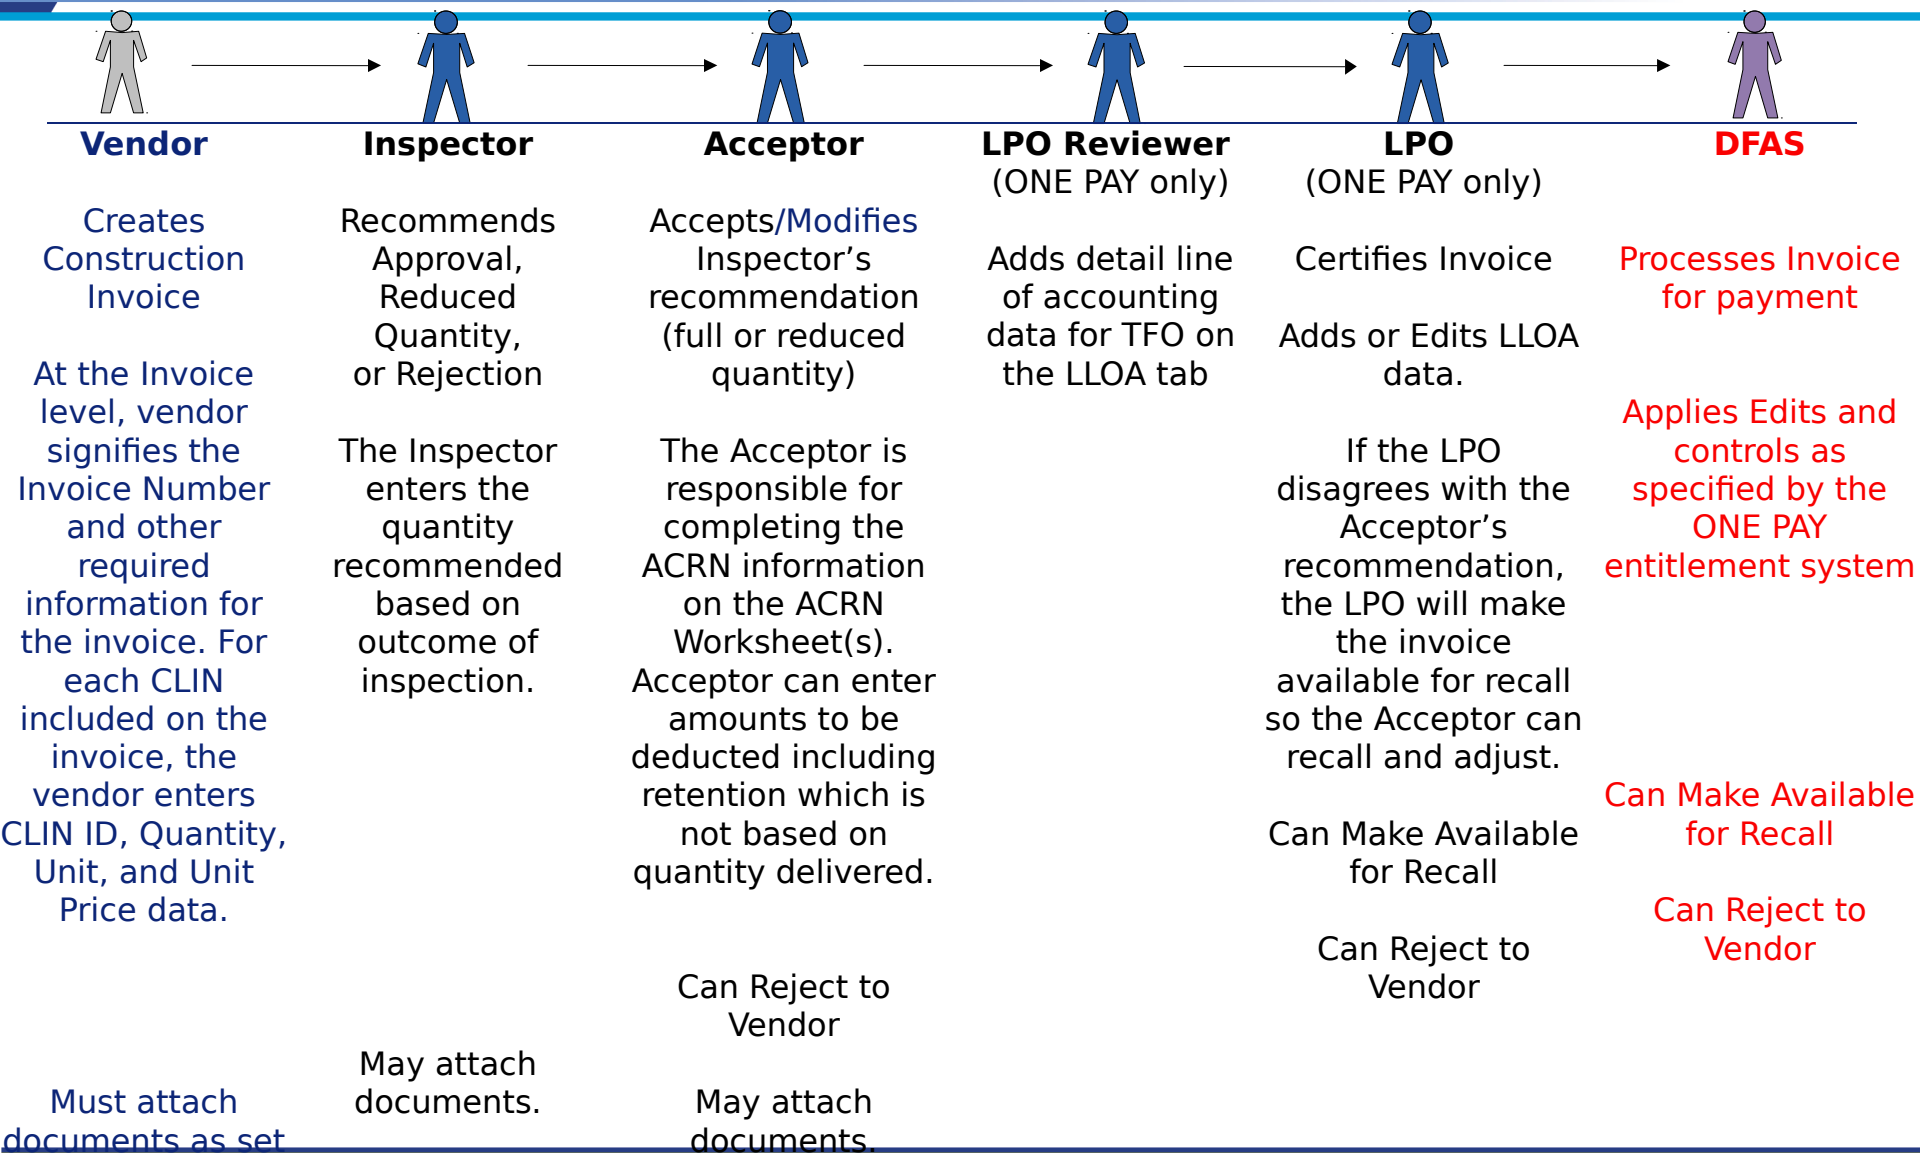 Vendor
Creates
Construction
Invoice
At the Invoice
level, vendor
signifies the
Invoice Number
and other
required
information for
the invoice. For
each CLIN
included on the
invoice, the
vendor enters
CLIN ID, Quantity,
Unit, and Unit
Price data.
Must attach
documents as set
Inspector
Recommends
Approval,
Reduced
Quantity,
or Rejection
The Inspector
enters the
quantity
recommended
based on
outcome of
inspection.
May attach
documents.
Acceptor
Accepts/Modifies
Inspector’s
recommendation
(full or reduced
quantity)
The Acceptor is
responsible for
completing the
ACRN information
on the ACRN
Worksheet(s).
Acceptor can enter
amounts to be
deducted including
retention which is
not based on
quantity delivered.
Can Reject to
Vendor
May attach
documents.
LPO Reviewer
(ONE PAY only)
Adds detail line
of accounting
data for TFO on
the LLOA tab
LPO
(ONE PAY only)
Certifies Invoice
Adds or Edits LLOA
data.
If the LPO
disagrees with the
Acceptor’s
recommendation,
the LPO will make
the invoice
available for recall
so the Acceptor can
recall and adjust.
Can Make Available
for Recall
Can Reject to
Vendor
DFAS
Processes Invoice
for payment
Applies Edits and
controls as
specified by the
ONE PAY
entitlement system
Can Make Available
for Recall
Can Reject to
Vendor